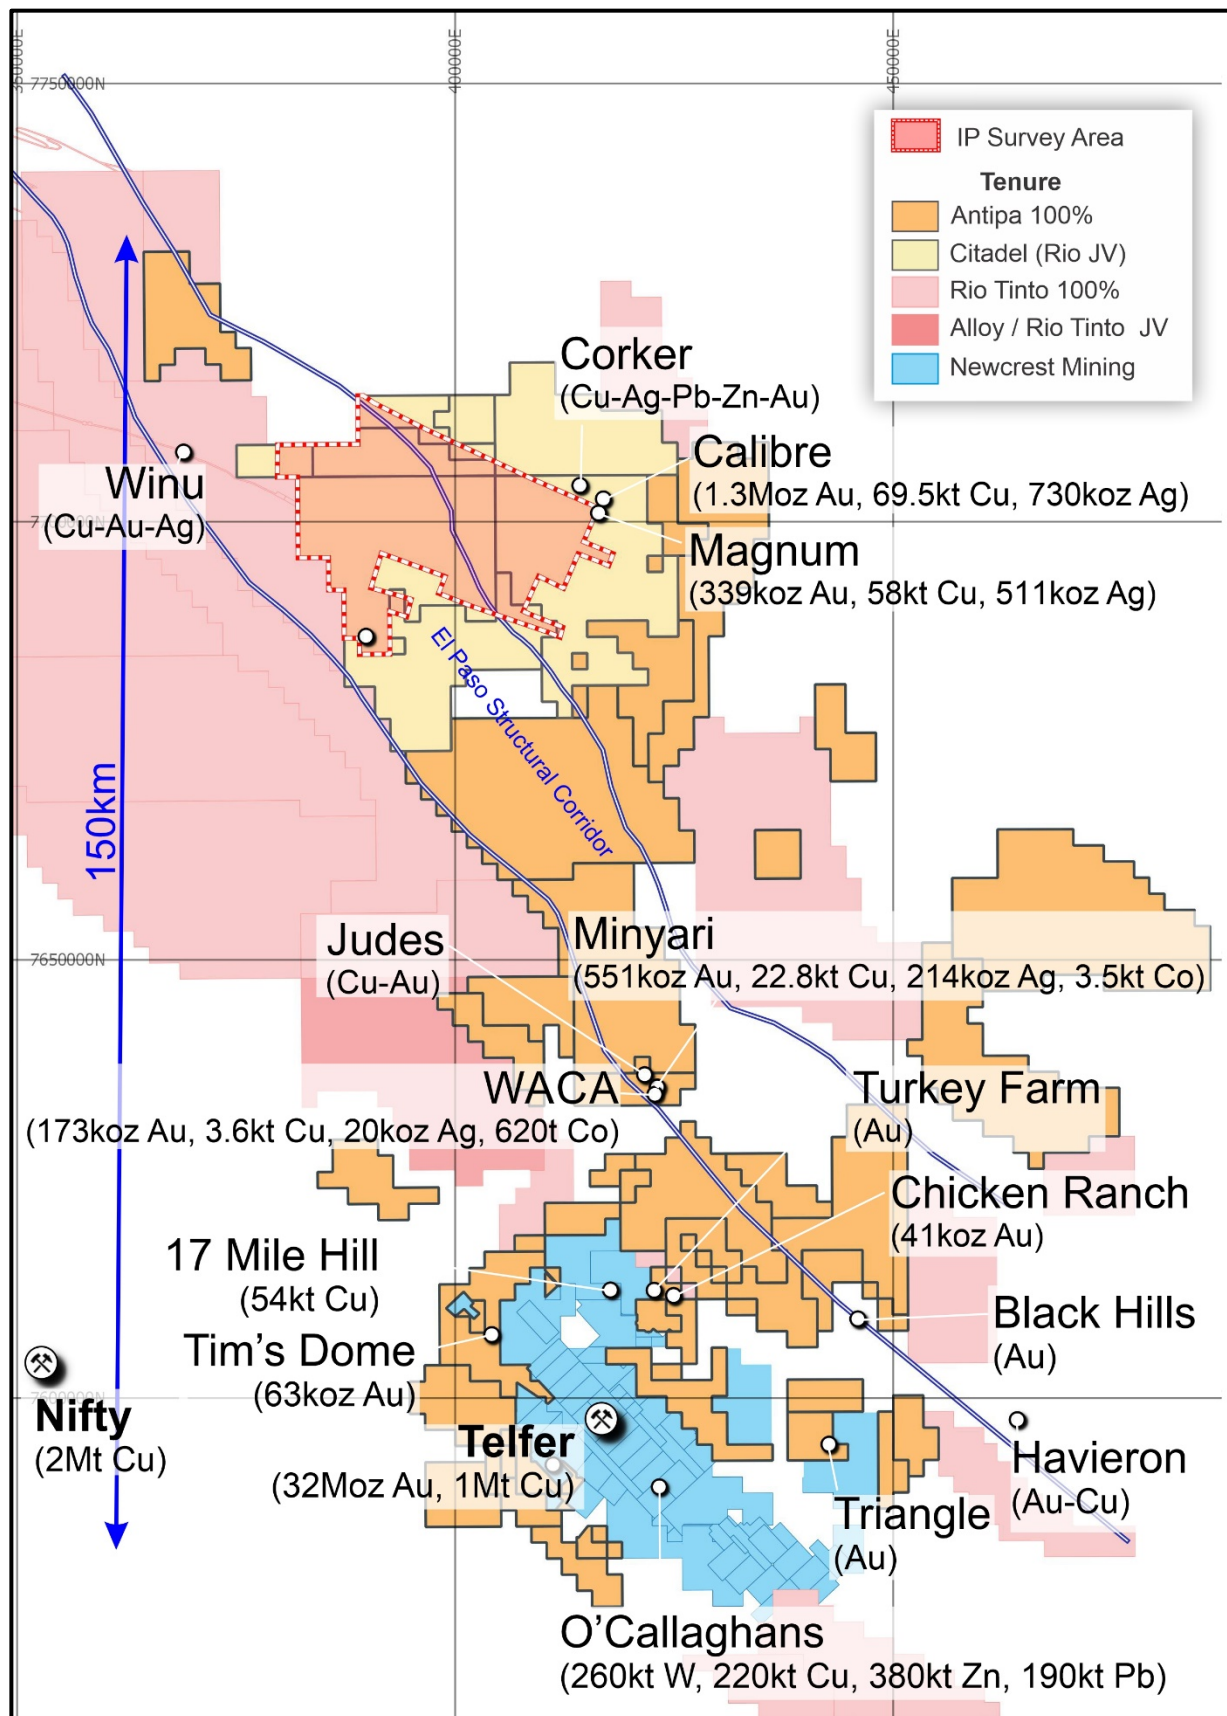 350000E
400000E
450000E
7750000N
IP Survey Area
Tenure
Antipa 100%
Citadel (Rio JV)
Rio Tinto 100%
Alloy / Rio Tinto JV
Newcrest Mining
Corker
(Cu-Ag-Pb-Zn-Au)
Calibre
(1.3Moz Au, 69.5kt Cu, 730koz Ag)
Winu
(Cu-Au-Ag)
7700000N
Magnum
(339koz Au, 58kt Cu, 511koz Ag)
El Paso Structural Corridor
150km
Judes
(Cu-Au)
Minyari
(551koz Au, 22.8kt Cu, 214koz Ag, 3.5kt Co)
7650000N
WACA
(173koz Au, 3.6kt Cu, 20koz Ag, 620t Co)
Turkey Farm
(Au)
Chicken Ranch
(41koz Au)
17 Mile Hill
(54kt Cu)
Black Hills
(Au)
Tim's Dome
(63koz Au)
7600000N
Nifty
(2Mt Cu)
Telfer
(32Moz Au, 1Mt Cu)
Havieron
(Au-Cu)
Triangle
(Au)
O'Callaghans
(260kt W, 220kt Cu, 380kt Zn, 190kt Pb)